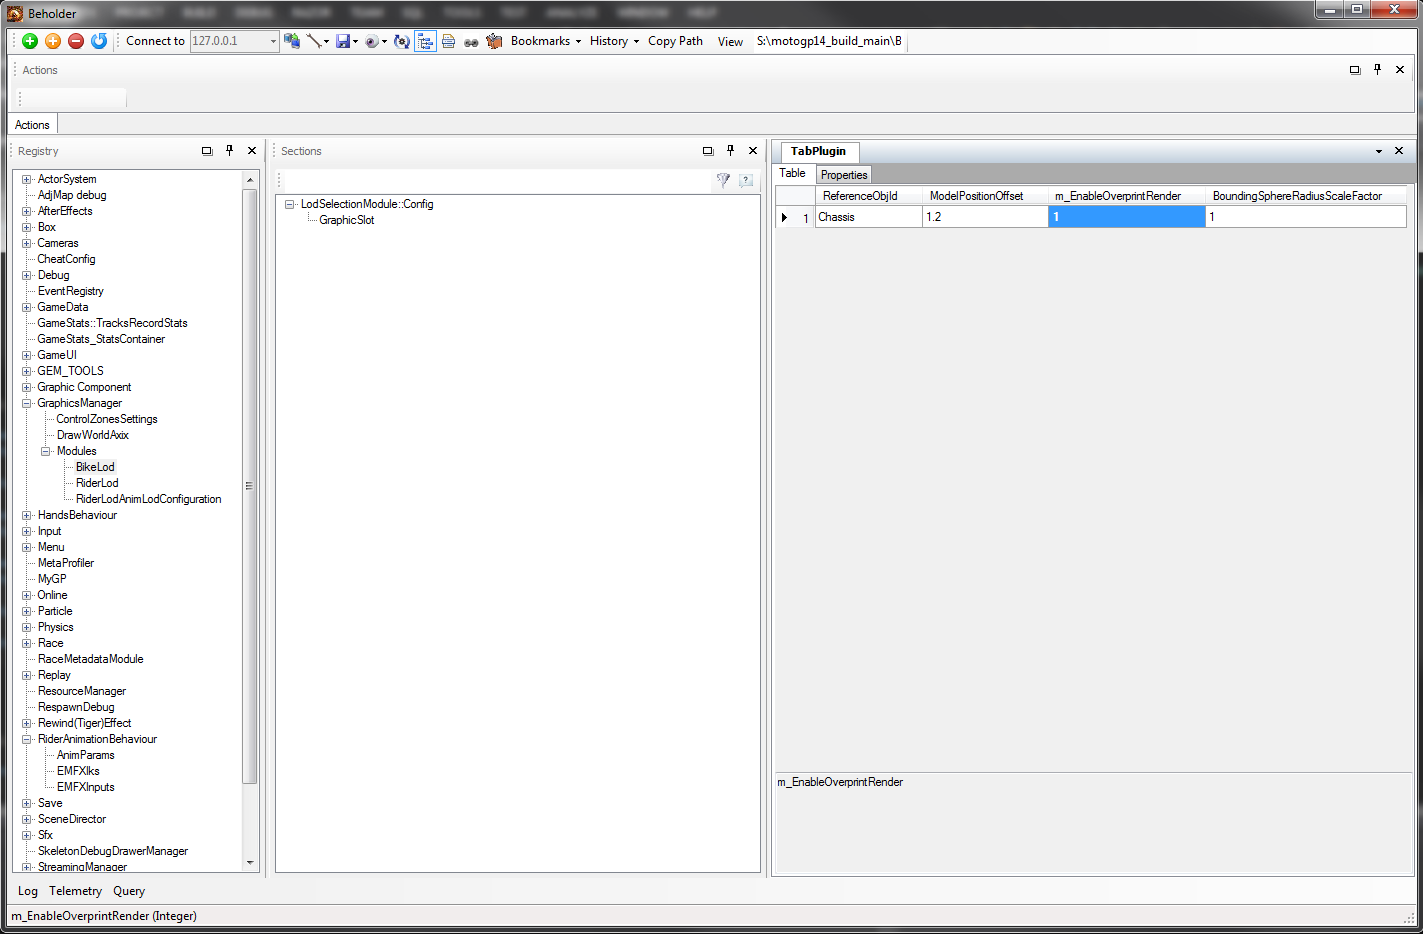 Beholder
Connect to 127.0.0.1 Bookmarks History Copy Path View S:\motogp14_build_main\B
Actions
Actions
Registry
ActorSystem
AdjMap debug
AfterEffects
Box
Cameras
CheatConfig
Debug
EventRegistry
GameData
GameStats::TracksRecordStats
GameStats_StatsContainer
GameUI
GEM_TOOLS
Graphic Component
GraphicsManager
ControlZonesSettings
DrawWorldAxix
Modules
BikeLod
RiderLod
RiderLodAnimLodConfiguration
HandsBehaviour
Input
Menu
MetaProfiler
MyGP
Online
Particle
Physics
Race
RaceMetadataModule
Replay
ResourceManager
RespawnDebug
Rewind(Tiger)Effect
RiderAnimationBehaviour
AnimParams
EMFXIks
EMFXInputs
Save
SceneDirector
Sfx
SkeletonDebugDrawerManager
StreamingManager
Sections
LodSelectionModule::Config
GraphicSlot
TabPlugin
Table Properties
ReferenceObjId ModelPositionOffset m_EnableOverprintRender BoundingSphereRadiusScaleFactor
1 Chassis 1.2 1 1
m_EnableOverprintRender
Log Telemetry Query
m_EnableOverprintRender (Integer)